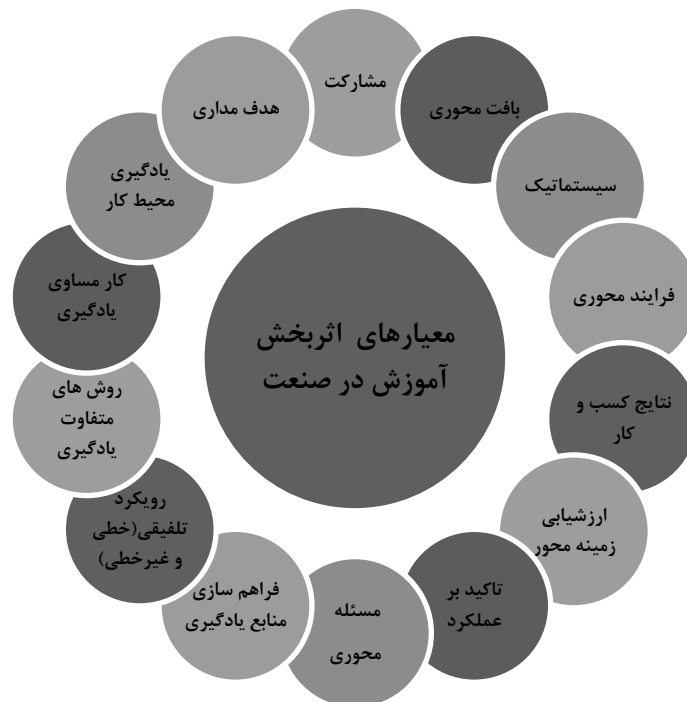 معیارهای اثربخش
آموزش در صنعت
مشارکت
بافت محوری
سیستماتیک
فرایند محوری
نتایج کسب و
کار
ارزشیابی
زمینه محور
تاکید بر
عملکرد
مسئله
محوری
فراهم سازی
منابع یادگیری
رویکرد
تلفیقی(خطی
و غیرخطی)
روش های
متفاوت
یادگیری
کار مساوی
یادگیری
یادگیری
محیط کار
هدف مداری